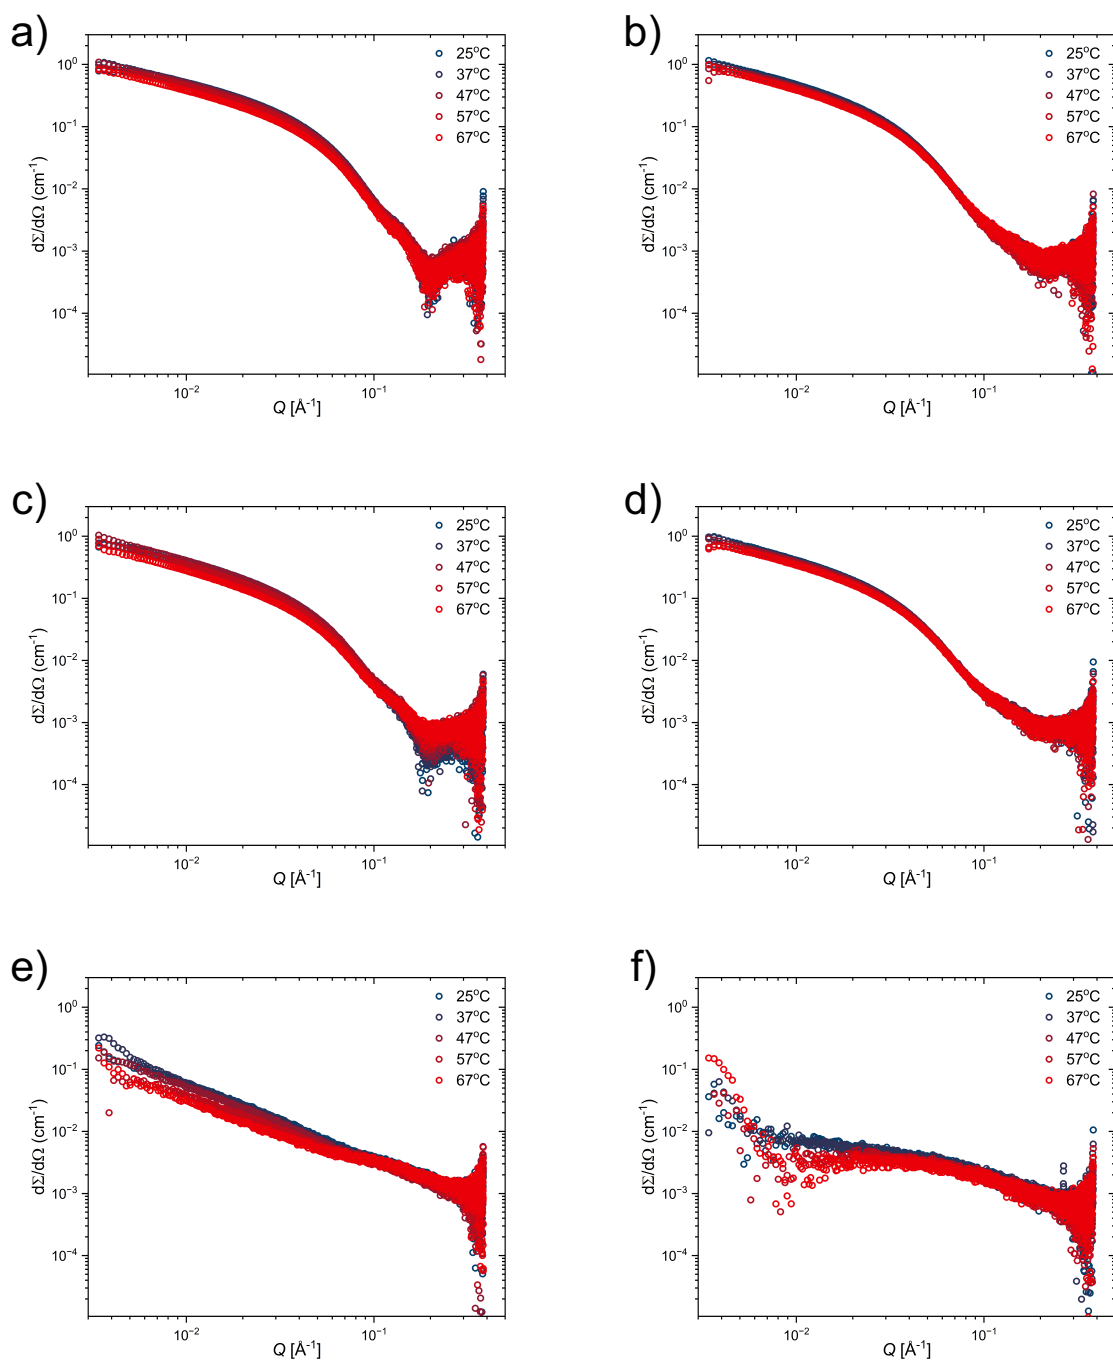 a)
dΣ/dΩ (cm⁻¹)
10⁰
10⁻¹
10⁻²
10⁻³
10⁻⁴
25°C
37°C
47°C
57°C
67°C
10⁻² 10⁻¹
Q [Å⁻¹]
b)
dΣ/dΩ (cm⁻¹)
10⁰
10⁻¹
10⁻²
10⁻³
10⁻⁴
25°C
37°C
47°C
57°C
67°C
10⁻² 10⁻¹
Q [Å⁻¹]
c)
dΣ/dΩ (cm⁻¹)
10⁰
10⁻¹
10⁻²
10⁻³
10⁻⁴
25°C
37°C
47°C
57°C
67°C
10⁻² 10⁻¹
Q [Å⁻¹]
d)
dΣ/dΩ (cm⁻¹)
10⁰
10⁻¹
10⁻²
10⁻³
10⁻⁴
25°C
37°C
47°C
57°C
67°C
10⁻² 10⁻¹
Q [Å⁻¹]
e)
dΣ/dΩ (cm⁻¹)
10⁰
10⁻¹
10⁻²
10⁻³
10⁻⁴
25°C
37°C
47°C
57°C
67°C
10⁻² 10⁻¹
Q [Å⁻¹]
f)
dΣ/dΩ (cm⁻¹)
10⁰
10⁻¹
10⁻²
10⁻³
10⁻⁴
25°C
37°C
47°C
57°C
67°C
10⁻² 10⁻¹
Q [Å⁻¹]